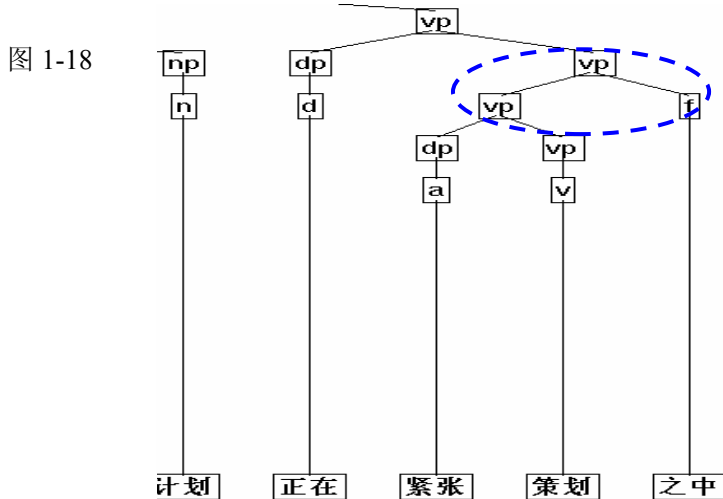 vp
图 1-18
np dp vp
n d vp f
dp vp
a v
计划 正在 紧张 策划 之中